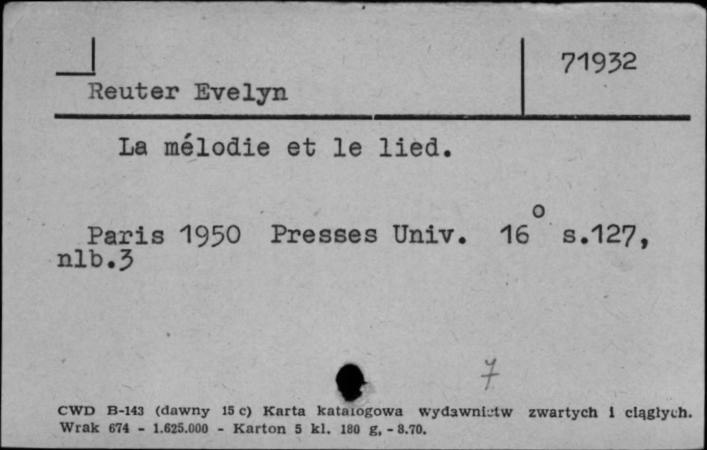 71932
Reuter Evelyn
La mélodie et le lied.
Paris 1950 Presses Univ. 16° s.127,
nlb.3
7
CWD B-143 (dawny 15 c) Karta katalogowa wydawnictw zwartych i ciągłych.
Wrak 674 - 1.625.000 - Karton 5 kl. 180 g, - 8.70.